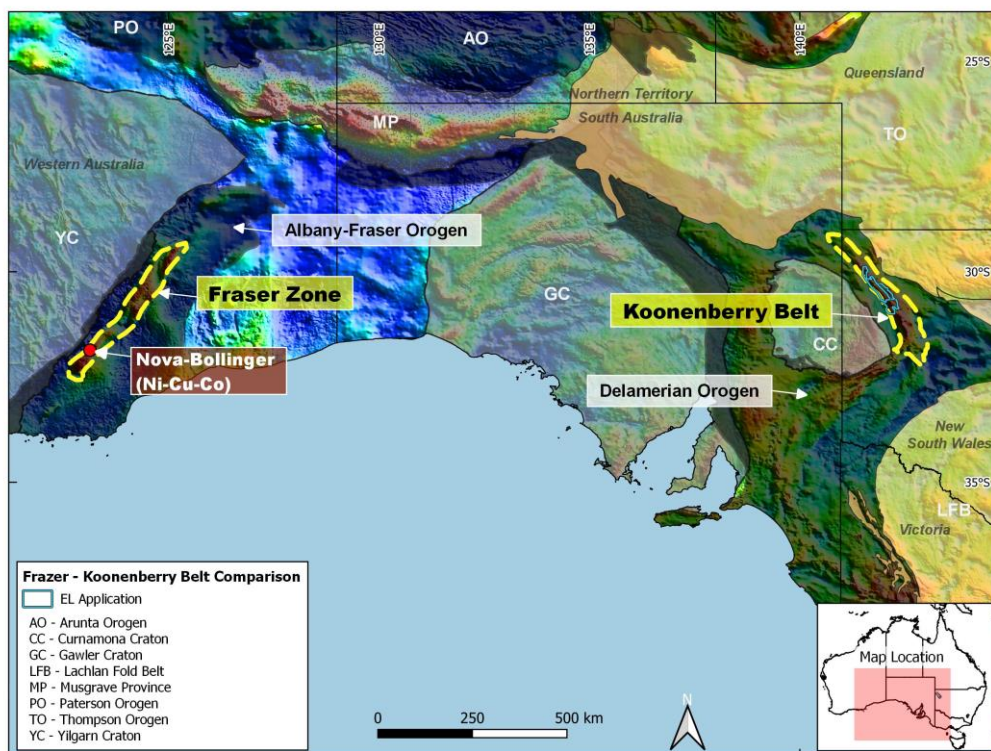 PO
125°E
130°E
AO
135°E
140°E
25°S
Queensland
Northern Territory
South Australia
MP
TO
Western Australia
YC
Albany-Fraser Orogen
Fraser Zone
GC
30°S
Koonenberry Belt
CC
Nova-Bollinger
(Ni-Cu-Co)
Delamerian Orogen
New
South Wales
35°S
LFB
Victoria
Frazer - Koonenberry Belt Comparison
EL Application
AO - Arunta Orogen
CC - Curnamona Craton
GC - Gawler Craton
LFB - Lachlan Fold Belt
MP - Musgrave Province
PO - Paterson Orogen
TO - Thompson Orogen
YC - Yilgarn Craton
0 250 500 km
N
Map Location